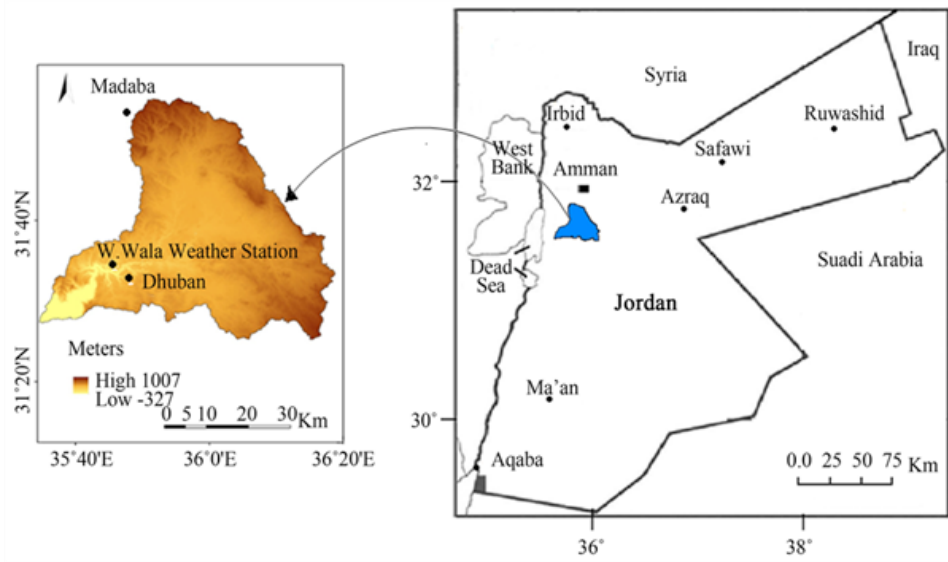 Madaba
31°40'N
W.Wala Weather Station
Dhuban
31°20'N
Meters
High 1007
Low -327
0 5 10 20 30 Km
35°40'E 36°0'E 36°20'E
Iraq
Syria
Ruwashid
Irbid
Safawi
West
Bank
Amman
32°
Azraq
Dead
Sea
Suadi Arabia
Jordan
Ma'an
30°
Aqaba
0.0 25 50 75 Km
36° 38°